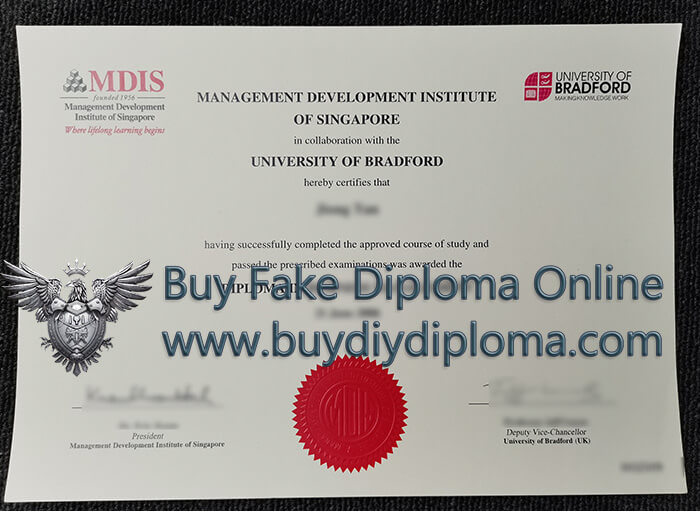 MDIS
founded 1956
Management Development
Institute of Singapore
Where lifelong learning begins
UNIVERSITY OF
BRADFORD
MAKING KNOWLEDGE WORK
MANAGEMENT DEVELOPMENT INSTITUTE
OF SINGAPORE
in collaboration with the
UNIVERSITY OF BRADFORD
hereby certifies that
having successfully completed the approved course of study and
passed the prescribed examinations was awarded the
DIPLOMA
Buy Fake Diploma Online
www.buydiydiploma.com
MDIS
President
Management Development Institute of Singapore
Deputy Vice-Chancellor
University of Bradford (UK)